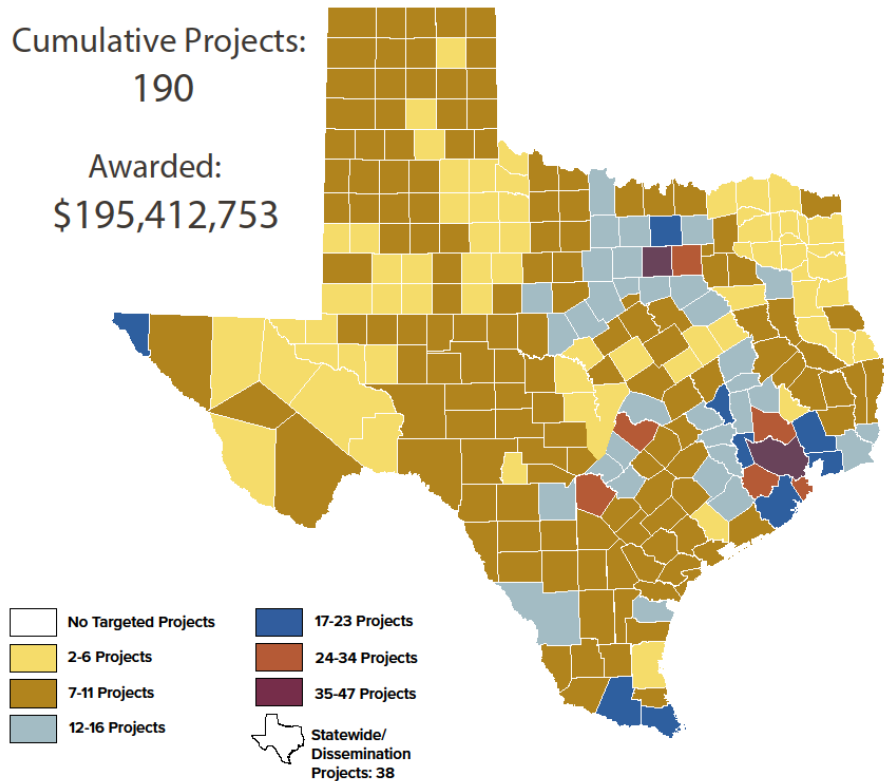 Cumulative Projects:
190
Awarded:
$195,412,753
No Targeted Projects
2-6 Projects
7-11 Projects
12-16 Projects
17-23 Projects
24-34 Projects
35-47 Projects
Statewide/
Dissemination
Projects: 38